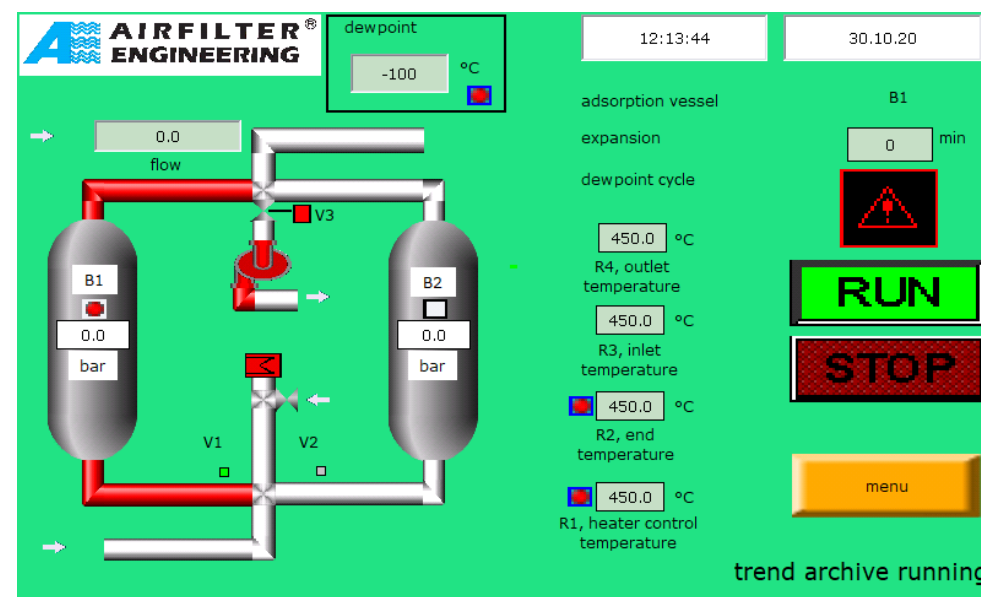 AIRFILTER®
ENGINEERING
dewpoint
-100 °C
12:13:44
30.10.20
adsorption vessel B1
expansion 0 min
dewpoint cycle
0.0
flow
V3
B1
0.0
bar
B2
0.0
bar
V1 V2
450.0 °C
R4, outlet
temperature
450.0 °C
R3, inlet
temperature
450.0 °C
R2, end
temperature
450.0 °C
R1, heater control
temperature
RUN
STOP
menu
trend archive running